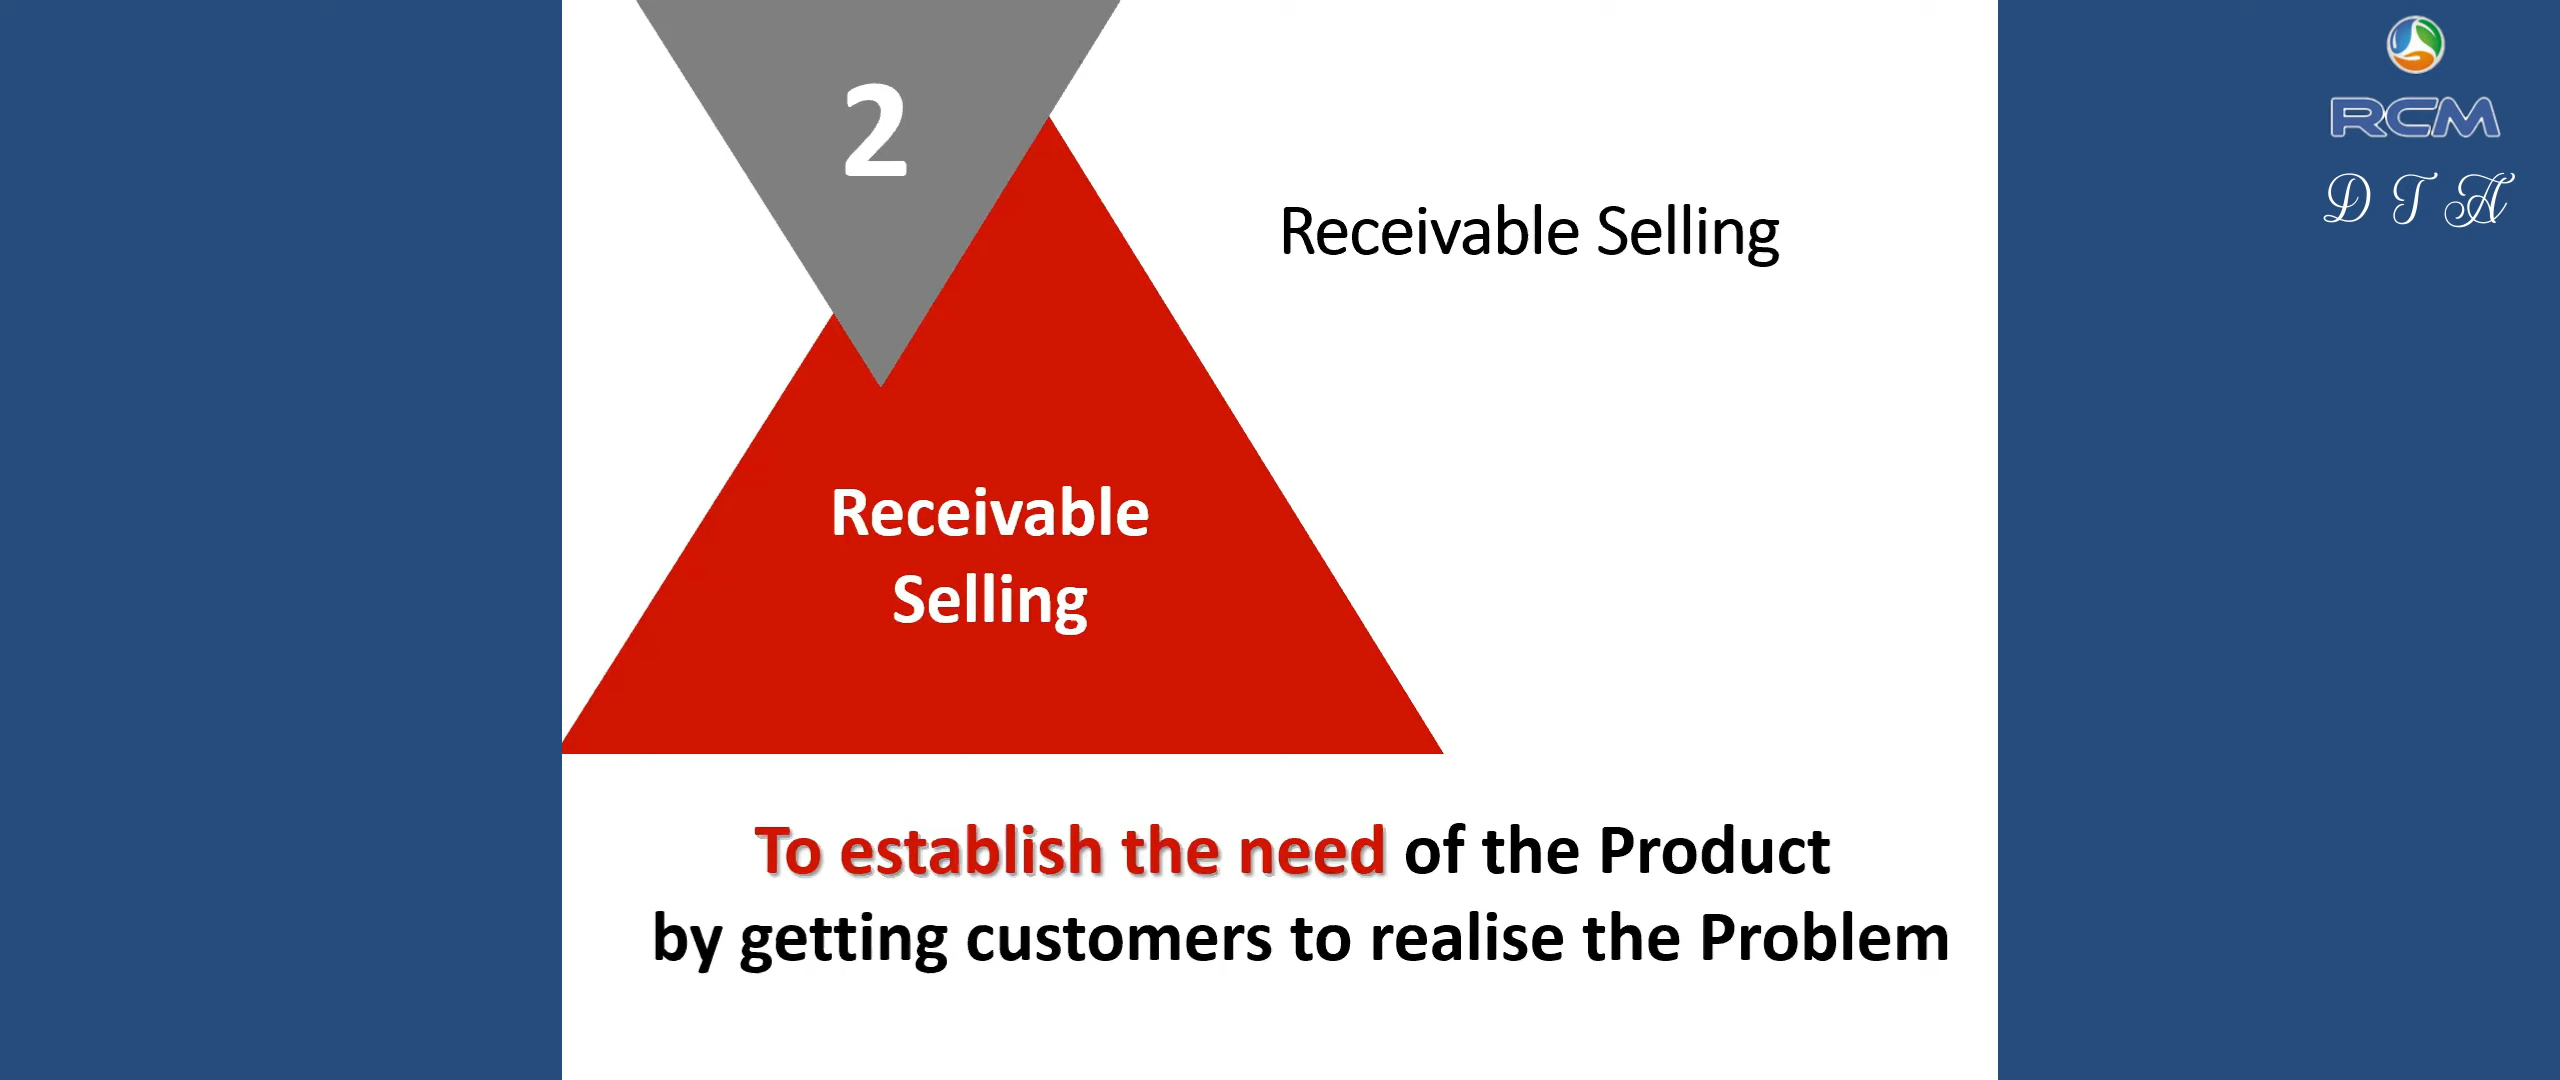 2
Receivable Selling
Receivable
Selling
To establish the need of the Product
by getting customers to realise the Problem
RCM
D T A